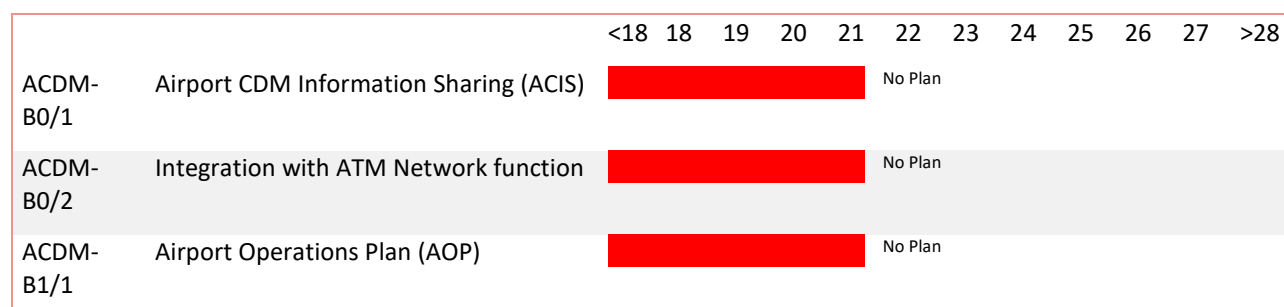 <18 18 19 20 21 22 23 24 25 26 27 >28
ACDM- Airport CDM Information Sharing (ACIS) No Plan
B0/1
ACDM- Integration with ATM Network function No Plan
B0/2
ACDM- Airport Operations Plan (AOP) No Plan
B1/1